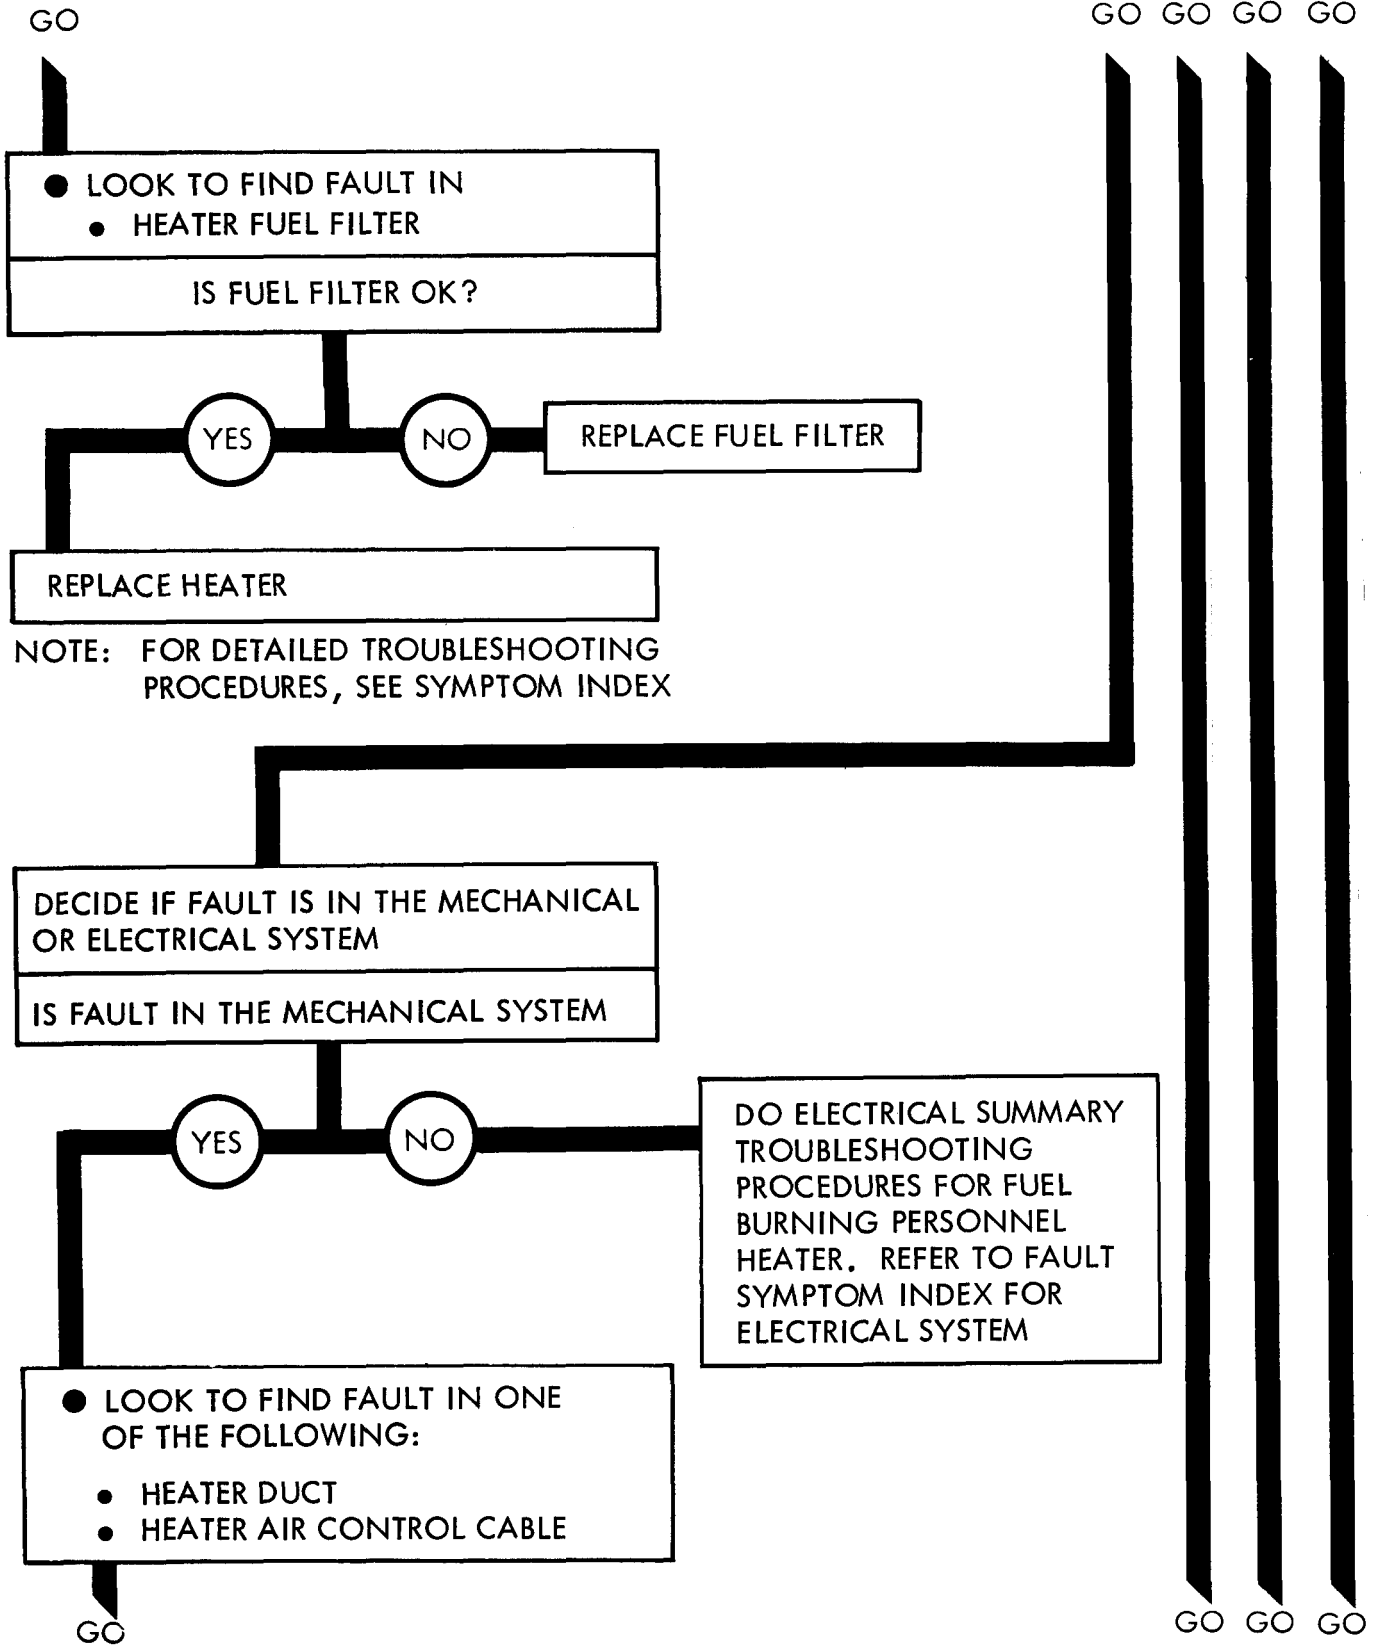 GO
GO GO GO GO
● LOOK TO FIND FAULT IN
● HEATER FUEL FILTER
IS FUEL FILTER OK?
YES
NO
REPLACE FUEL FILTER
REPLACE HEATER
NOTE: FOR DETAILED TROUBLESHOOTING
PROCEDURES, SEE SYMPTOM INDEX
DECIDE IF FAULT IS IN THE MECHANICAL
OR ELECTRICAL SYSTEM
IS FAULT IN THE MECHANICAL SYSTEM
YES
NO
DO ELECTRICAL SUMMARY
TROUBLESHOOTING
PROCEDURES FOR FUEL
BURNING PERSONNEL
HEATER. REFER TO FAULT
SYMPTOM INDEX FOR
ELECTRICAL SYSTEM
● LOOK TO FIND FAULT IN ONE
OF THE FOLLOWING:
● HEATER DUCT
● HEATER AIR CONTROL CABLE
GO
GO GO GO